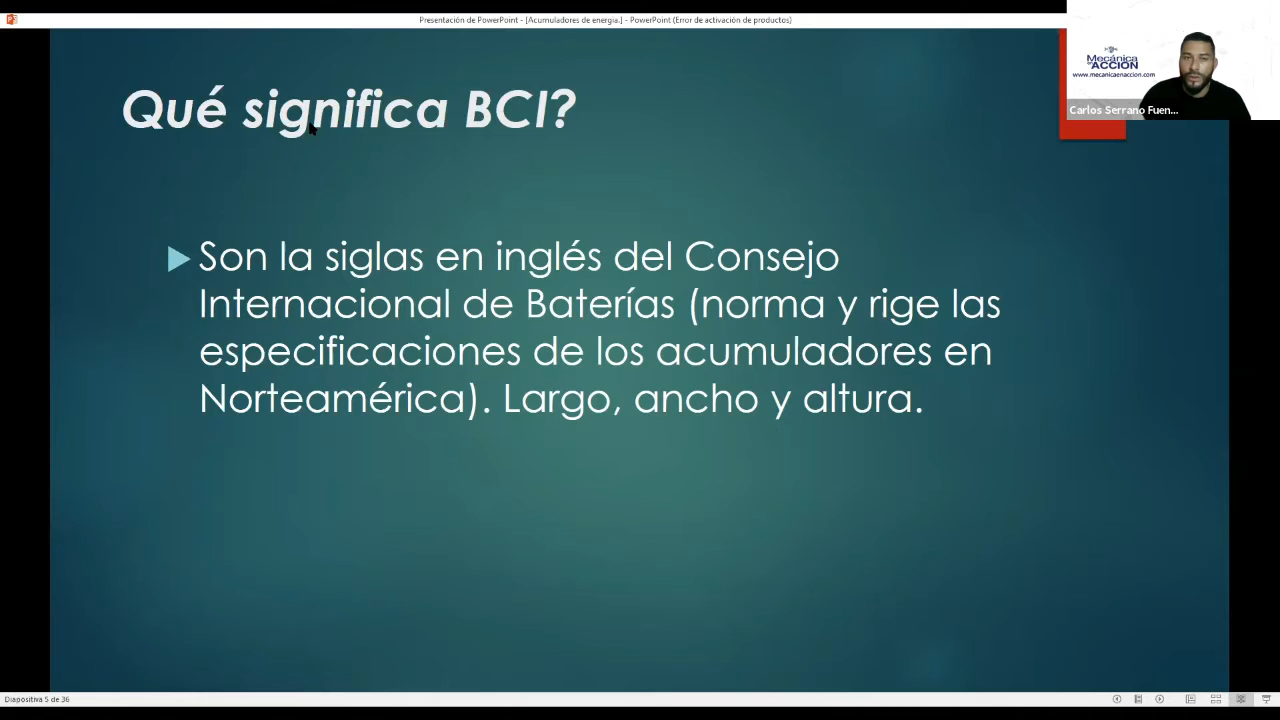 Presentación de PowerPoint - [Acumuladores de energia.] - PowerPoint (Error de activación de productos)
Mecánica
en ACCIÓN
www.mecanicaenaccion.com
Carlos Serrano Fuen...
Qué significa BCI?
Son la siglas en inglés del Consejo
Internacional de Baterías (norma y rige las
especificaciones de los acumuladores en
Norteamérica). Largo, ancho y altura.
Diapositiva 5 de 36